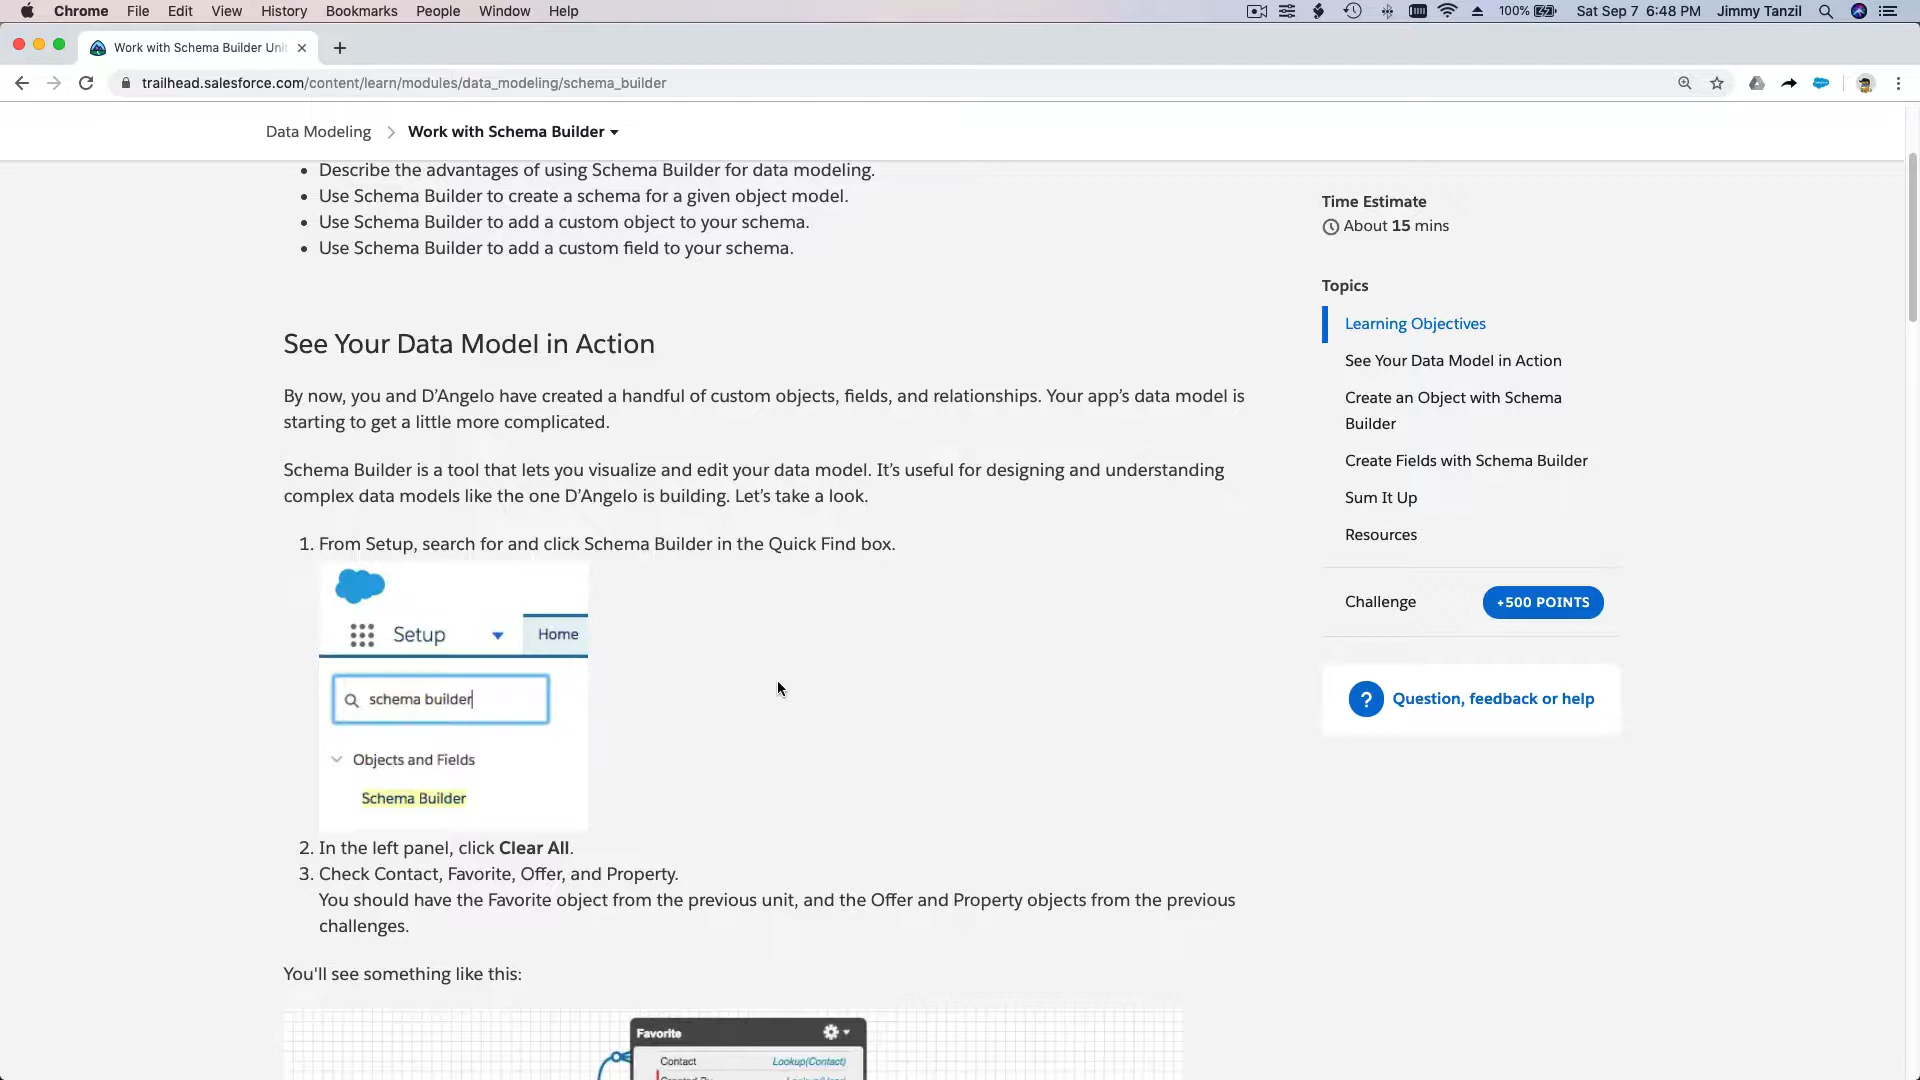 Chrome File Edit View History Bookmarks People Window Help 100% Sat Sep 7 6:48 PM Jimmy Tanzil
Work with Schema Builder Unit
trailhead.salesforce.com/content/learn/modules/data_modeling/schema_builder
Data Modeling > Work with Schema Builder
• Describe the advantages of using Schema Builder for data modeling.
• Use Schema Builder to create a schema for a given object model.
• Use Schema Builder to add a custom object to your schema.
• Use Schema Builder to add a custom field to your schema.
See Your Data Model in Action
By now, you and D’Angelo have created a handful of custom objects, fields, and relationships. Your app’s data model is
starting to get a little more complicated.
Schema Builder is a tool that lets you visualize and edit your data model. It’s useful for designing and understanding
complex data models like the one D’Angelo is building. Let’s take a look.
1. From Setup, search for and click Schema Builder in the Quick Find box.
Setup Home
schema builder
Objects and Fields
Schema Builder
2. In the left panel, click Clear All.
3. Check Contact, Favorite, Offer, and Property.
You should have the Favorite object from the previous unit, and the Offer and Property objects from the previous
challenges.
You'll see something like this:
Favorite
Contact Lookup(Contact)
Time Estimate
About 15 mins
Topics
Learning Objectives
See Your Data Model in Action
Create an Object with Schema
Builder
Create Fields with Schema Builder
Sum It Up
Resources
Challenge +500 POINTS
? Question, feedback or help